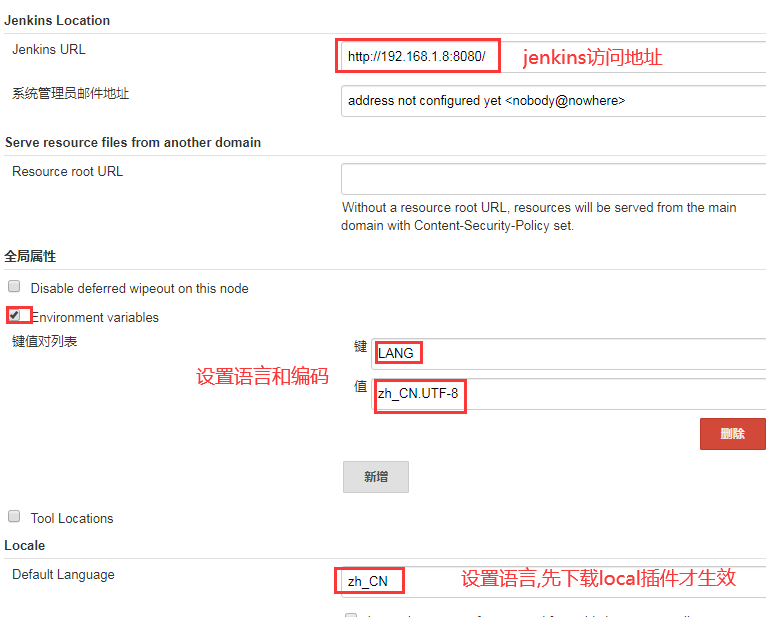 Jenkins Location
Jenkins URL
http://192.168.1.8:8080/
jenkins访问地址
系统管理员邮件地址
address not configured yet <nobody@nowhere>
Serve resource files from another domain
Resource root URL
Without a resource root URL, resources will be served from the main
domain with Content-Security-Policy set.
全局属性
Disable deferred wipeout on this node
Environment variables
键值对列表
键
LANG
设置语言和编码
值
zh_CN.UTF-8
删除
新增
Tool Locations
Locale
Default Language
zh_CN
设置语言,先下载local插件才生效